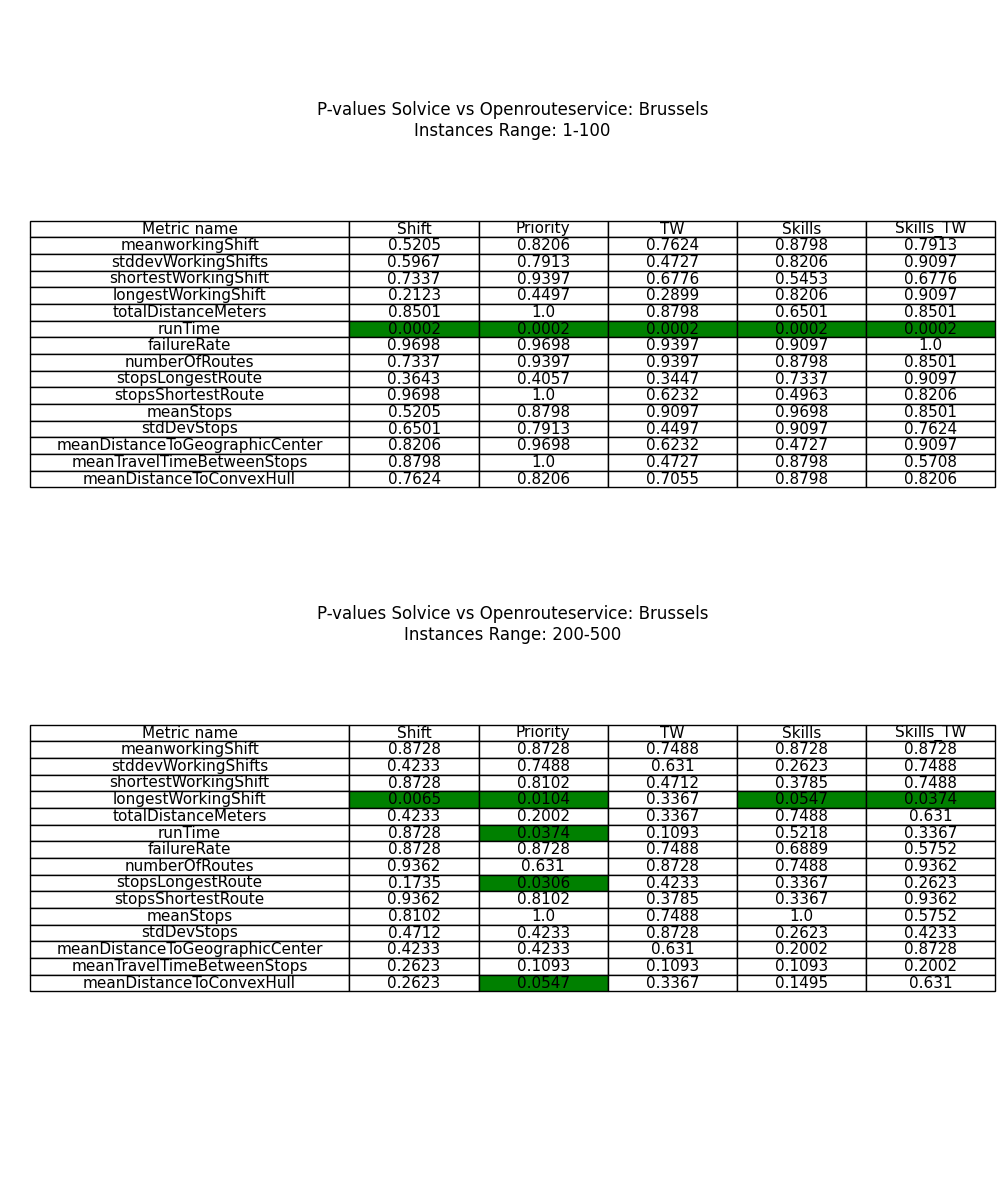 P-values Solvice vs Openrouteservice: Brussels
Instances Range: 1-100
Metric name Shift Priority TW Skills Skills_TW
meanworkingShift 0.5205 0.8206 0.7624 0.8798 0.7913
stddevWorkingShifts 0.5967 0.7913 0.4727 0.8206 0.9097
shortestWorkingShift 0.7337 0.9397 0.6776 0.5453 0.6776
longestWorkingShift 0.2123 0.4497 0.2899 0.8206 0.9097
totalDistanceMeters 0.8501 1.0 0.8798 0.6501 0.8501
runTime 0.0002 0.0002 0.0002 0.0002 0.0002
failureRate 0.9698 0.9698 0.9397 0.9097 1.0
numberOfRoutes 0.7337 0.9397 0.9397 0.8798 0.8501
stopsLongestRoute 0.3643 0.4057 0.3447 0.7337 0.9097
stopsShortestRoute 0.9698 1.0 0.6232 0.4963 0.8206
meanStops 0.5205 0.8798 0.9097 0.9698 0.8501
stdDevStops 0.6501 0.7913 0.4497 0.9097 0.7624
meanDistanceToGeographicCenter 0.8206 0.9698 0.6232 0.4727 0.9097
meanTravelTimeBetweenStops 0.8798 1.0 0.4727 0.8798 0.5708
meanDistanceToConvexHull 0.7624 0.8206 0.7055 0.8798 0.8206
P-values Solvice vs Openrouteservice: Brussels
Instances Range: 200-500
Metric name Shift Priority TW Skills Skills_TW
meanworkingShift 0.8728 0.8728 0.7488 0.8728 0.8728
stddevWorkingShifts 0.4233 0.7488 0.631 0.2623 0.7488
shortestWorkingShift 0.8728 0.8102 0.4712 0.3785 0.7488
longestWorkingShift 0.0065 0.0104 0.3367 0.0547 0.0374
totalDistanceMeters 0.4233 0.2002 0.3367 0.7488 0.631
runTime 0.8728 0.0374 0.1093 0.5218 0.3367
failureRate 0.8728 0.8728 0.7488 0.6889 0.5752
numberOfRoutes 0.9362 0.631 0.8728 0.7488 0.9362
stopsLongestRoute 0.1735 0.0306 0.4233 0.3367 0.2623
stopsShortestRoute 0.9362 0.8102 0.3785 0.3367 0.9362
meanStops 0.8102 1.0 0.7488 1.0 0.5752
stdDevStops 0.4712 0.4233 0.8728 0.2623 0.4233
meanDistanceToGeographicCenter 0.4233 0.4233 0.631 0.2002 0.8728
meanTravelTimeBetweenStops 0.2623 0.1093 0.1093 0.1093 0.2002
meanDistanceToConvexHull 0.2623 0.0547 0.3367 0.1495 0.631